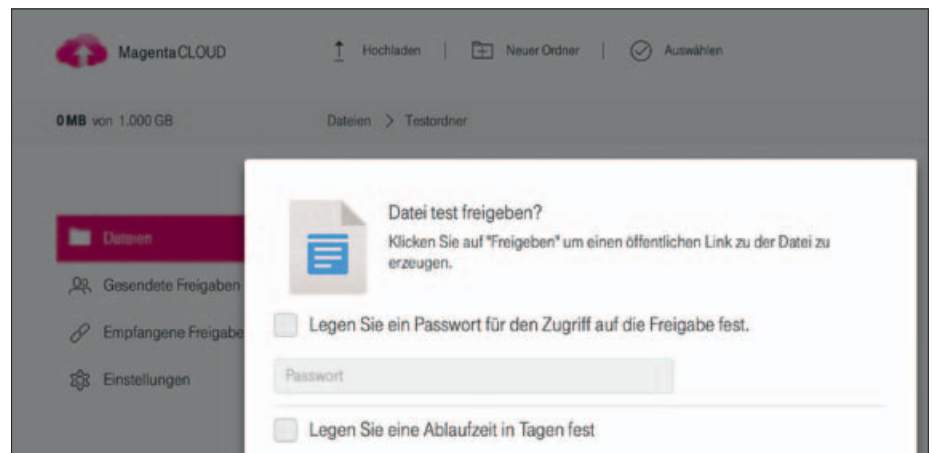 MagentaCLOUD
Hochladen | Neuer Ordner | Auswählen
0 MB von 1.000 GB
Dateien > Testordner
Datei test freigeben?
Klicken Sie auf "Freigeben" um einen öffentlichen Link zu der Datei zu
erzeugen.
Dateien
Gesendete Freigaben
Empfangene Freigabe
Einstellungen
Legen Sie ein Passwort für den Zugriff auf die Freigabe fest.
Passwort
Legen Sie eine Ablaufzeit in Tagen fest